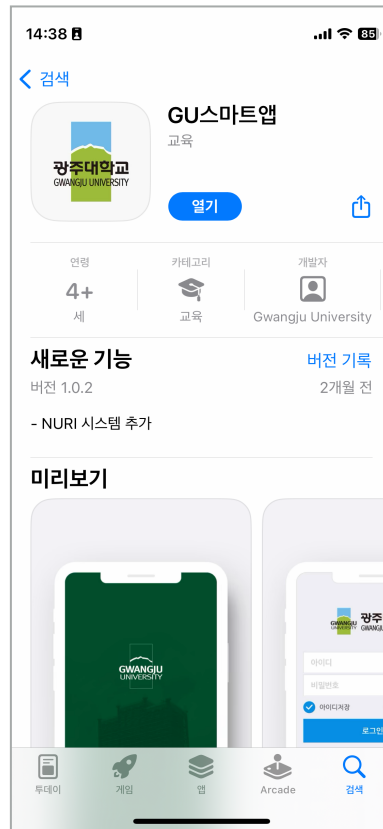 14:38
85
검색
광주대학교
GWANGJU UNIVERSITY
GU스마트앱
교육
열기
연령
4+
세
카테고리
교육
개발자
Gwangju University
새로운 기능
버전 기록
버전 1.0.2
2개월 전
- NURI 시스템 추가
미리보기
GWANGJU
UNIVERSITY
GWANGJU
UNIVERSITY
광주
아이디
비밀번호
아이디저장
로그인
투데이
게임
앱
Arcade
검색